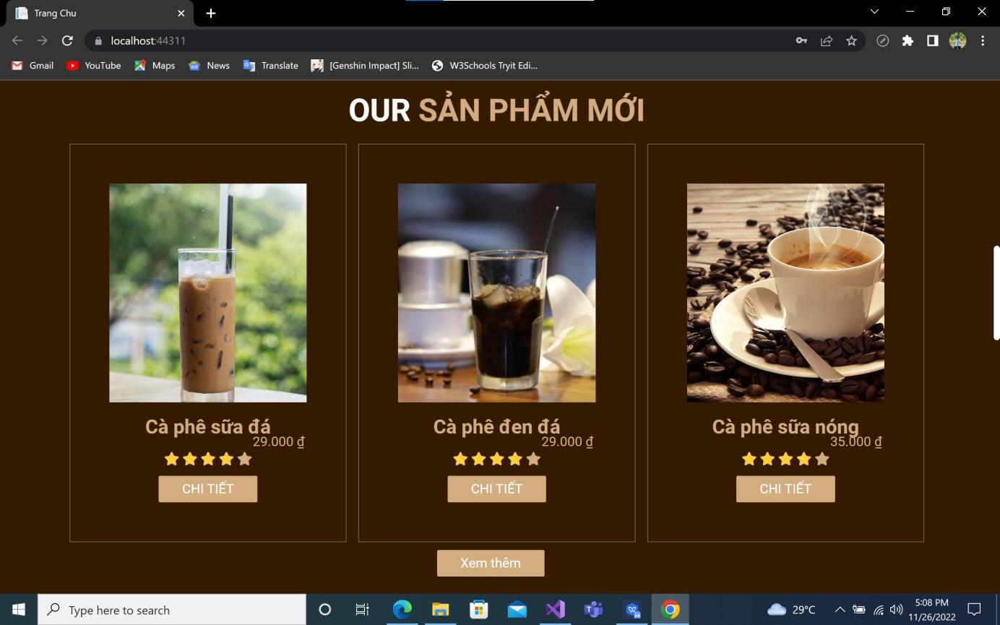 Trang Chu
localhost:44311
Gmail
YouTube
Maps
News
Translate
[Genshin Impact] Sli...
W3Schools Tryit Edi...
OUR SẢN PHẨM MỚI
Cà phê sữa đá
29.000 ₫
CHI TIẾT
Cà phê đen đá
29.000 ₫
CHI TIẾT
Cà phê sữa nóng
35.000 ₫
CHI TIẾT
Xem thêm
Type here to search
29°C
5:08 PM
11/26/2022